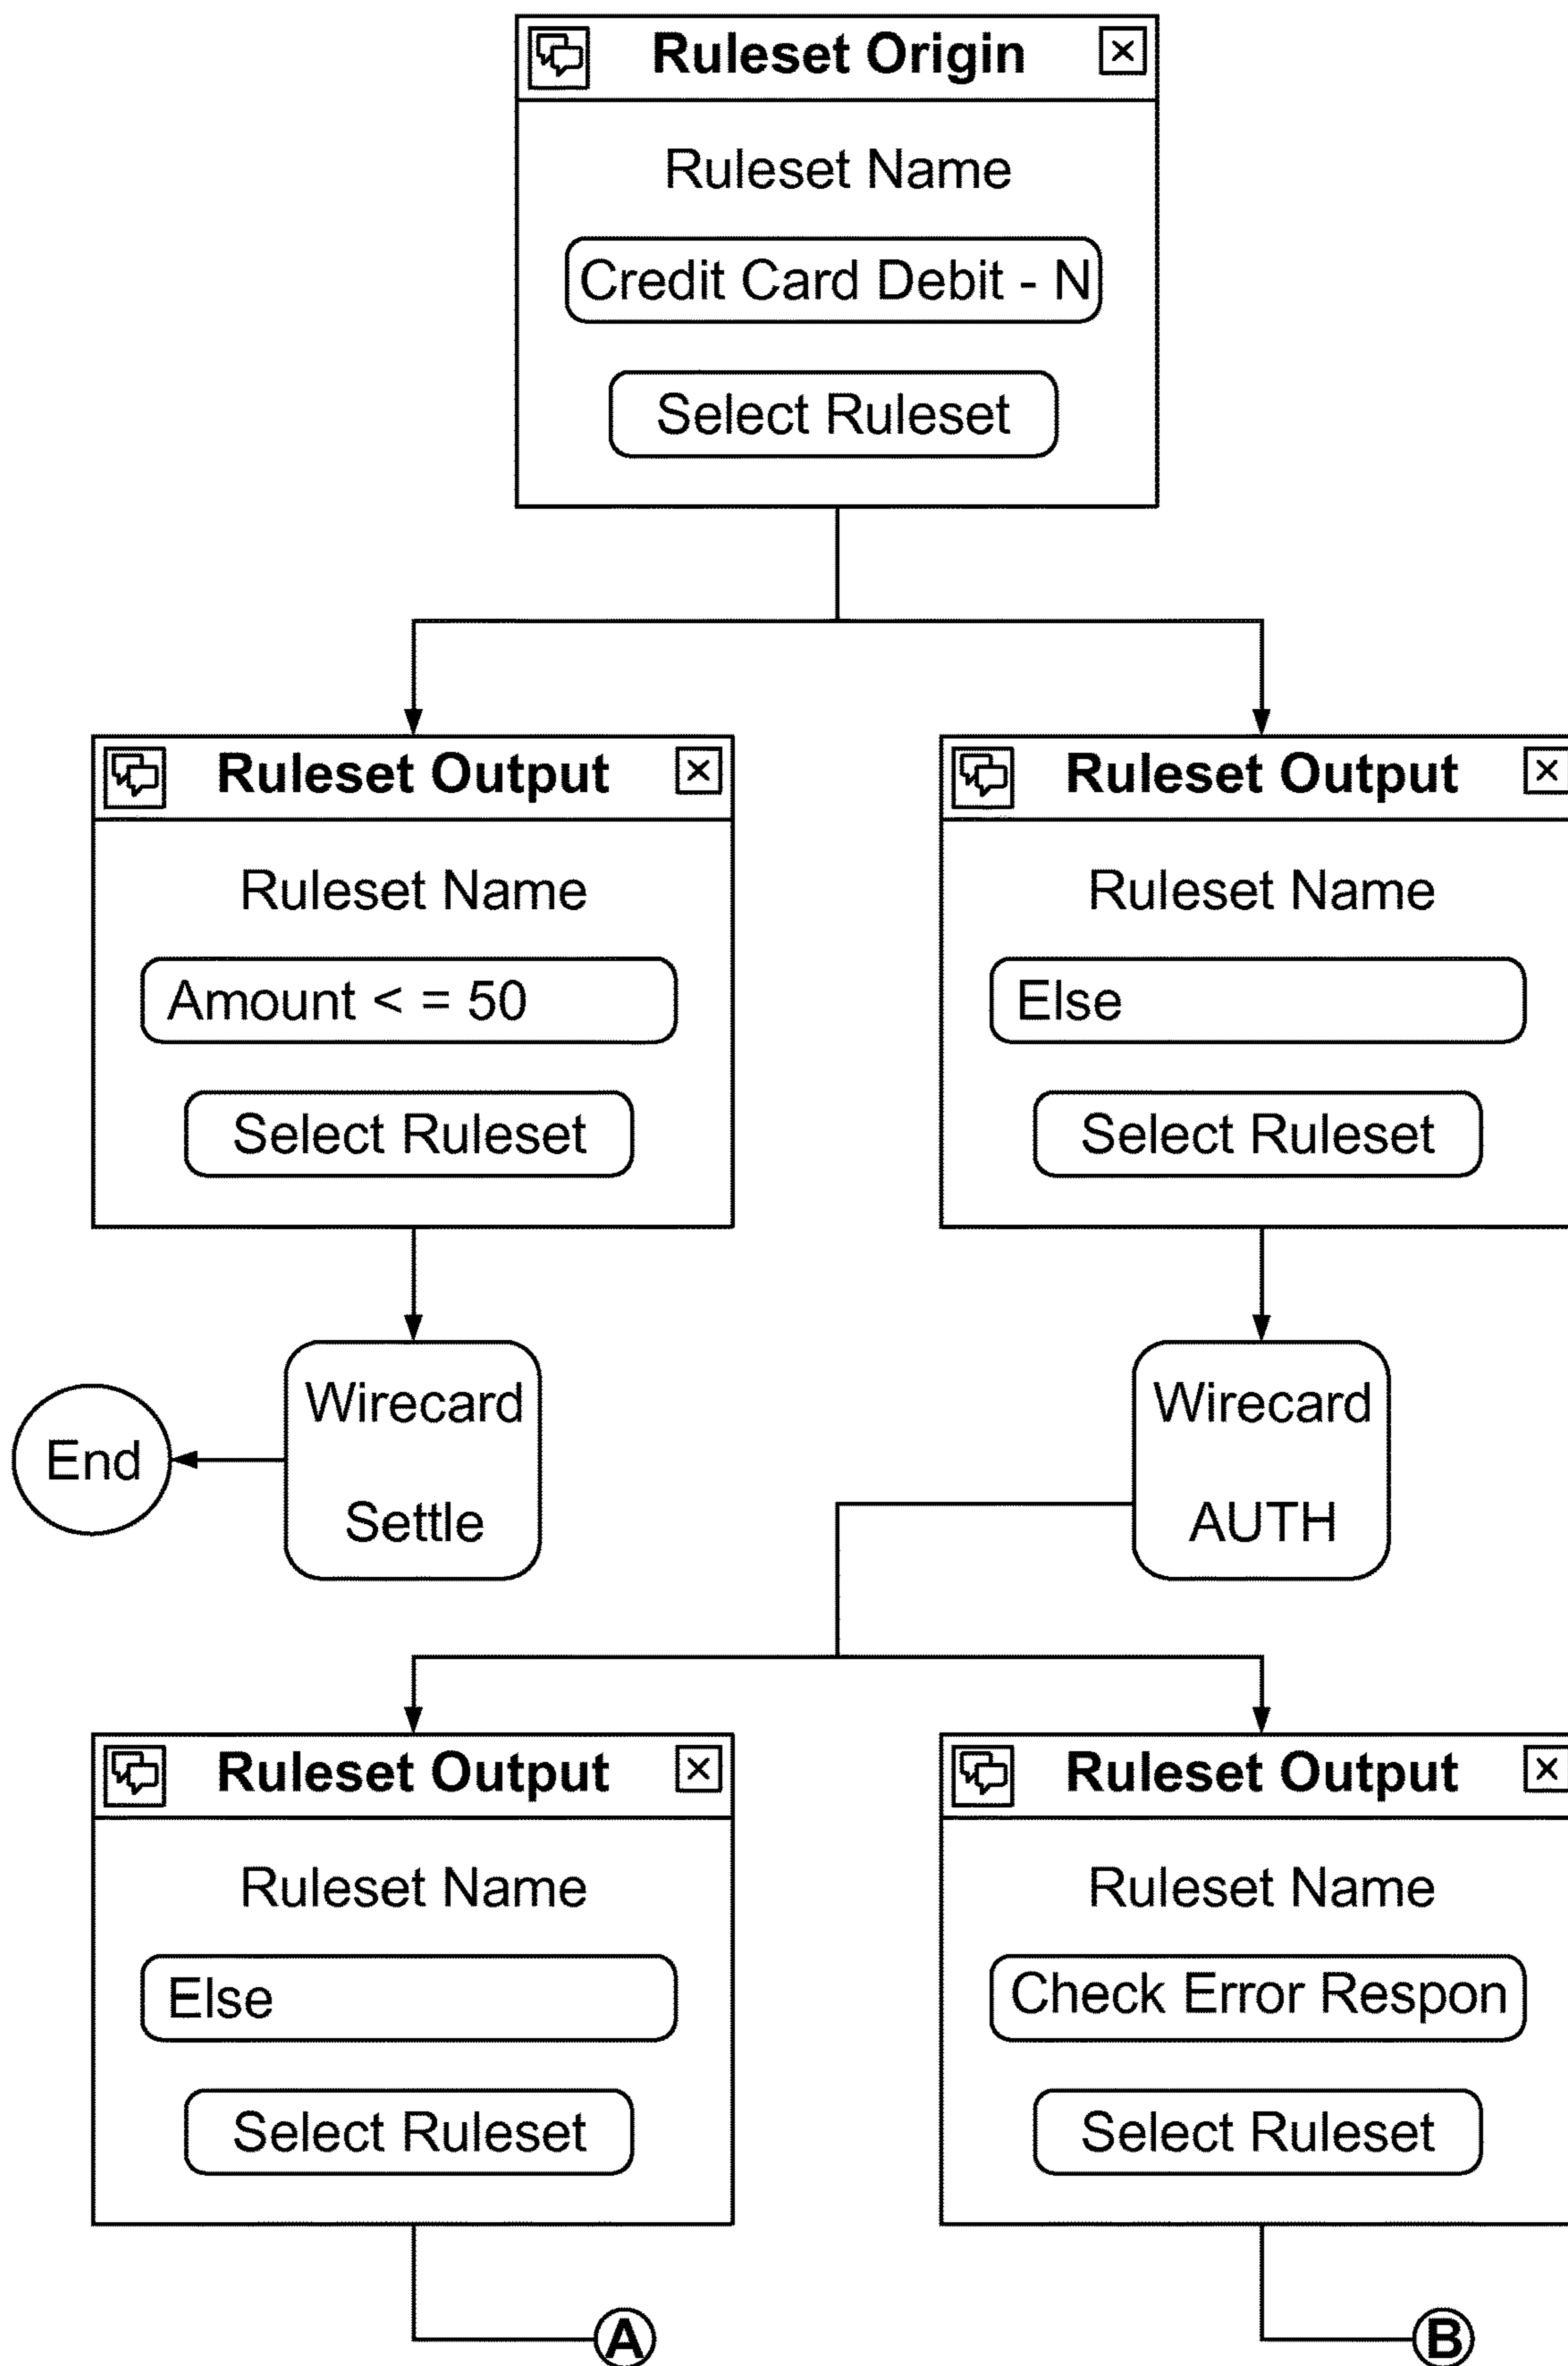 Ruleset Origin
Ruleset Name
Credit Card Debit - N
Select Ruleset
Ruleset Output
Ruleset Name
Amount < = 50
Select Ruleset
Ruleset Output
Ruleset Name
Else
Select Ruleset
End
Wirecard
Settle
Wirecard
AUTH
Ruleset Output
Ruleset Name
Else
Select Ruleset
Ruleset Output
Ruleset Name
Check Error Respon
Select Ruleset
A
B